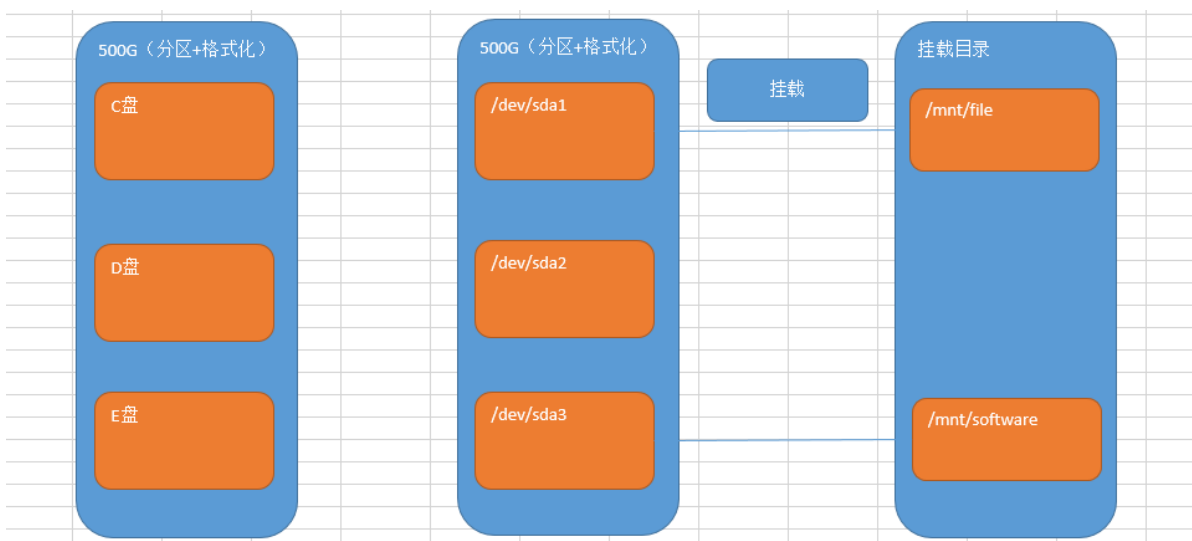 500G（分区+格式化）
C盘
D盘
E盘
500G（分区+格式化）
/dev/sda1
/dev/sda2
/dev/sda3
挂载
挂载目录
/mnt/file
/mnt/software